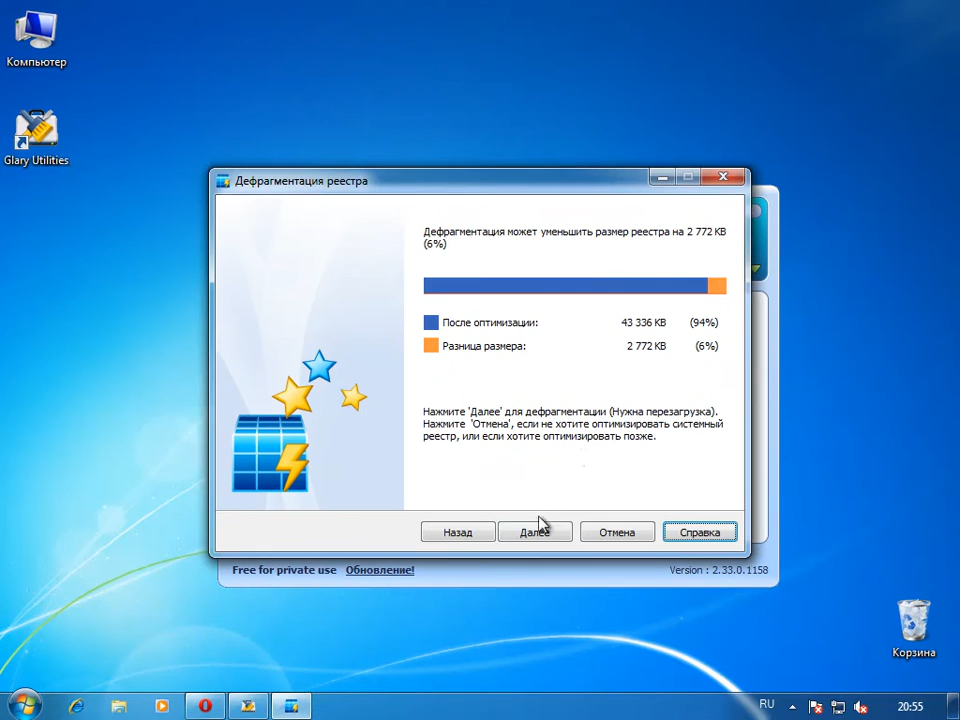 Компьютер
Glary Utilities
Дефрагментация реестра
Дефрагментация может уменьшить размер реестра на 2 772 KB
(6%)
После оптимизации: 43 336 KB (94%)
Разница размера: 2 772 KB (6%)
Нажмите 'Далее' для дефрагментации (Нужна перезагрузка).
Нажмите 'Отмена', если не хотите оптимизировать системный
реестр, или если хотите оптимизировать позже.
Назад Далее Отмена Справка
Free for private use Обновление! Version : 2.33.0.1158
Корзина
RU 20:55